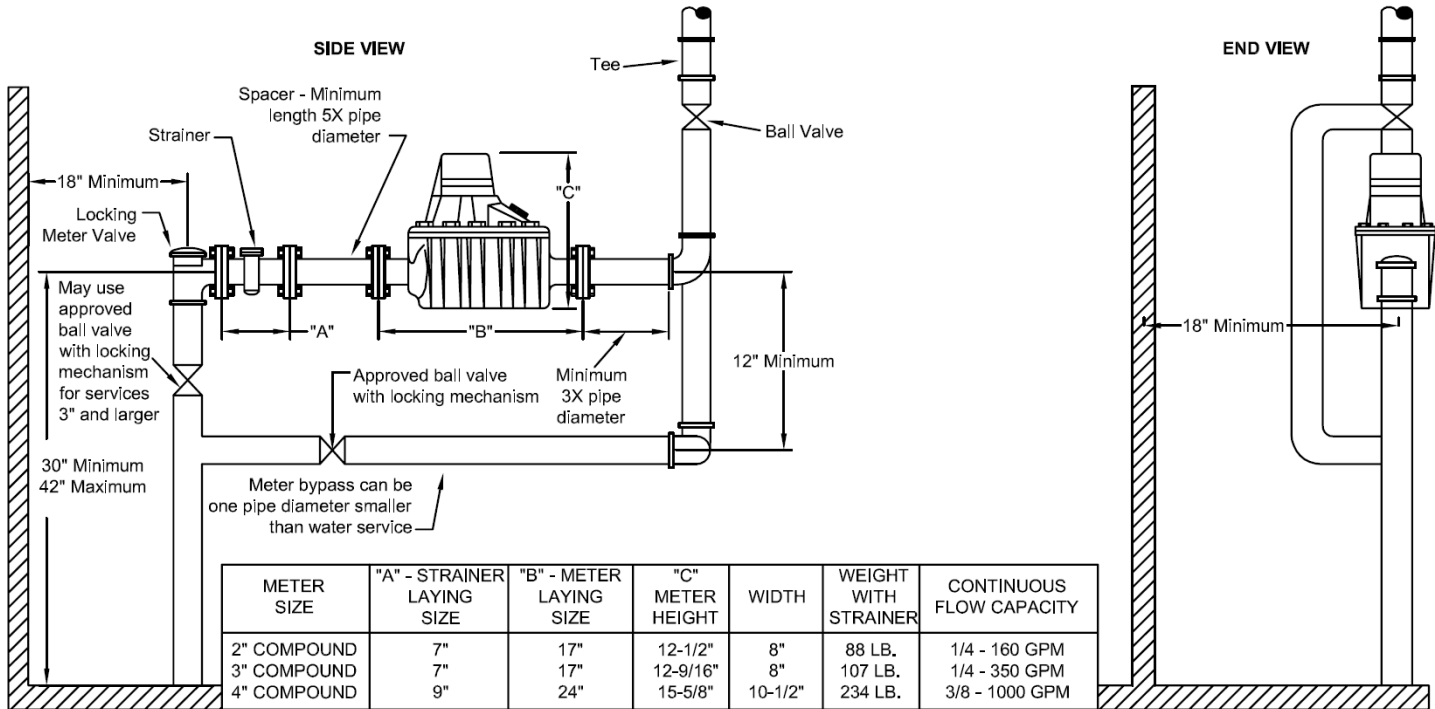 SIDE VIEW
END VIEW
Tee
Spacer - Minimum
length 5X pipe
diameter
Strainer
Ball Valve
18" Minimum
"C"
Locking
Meter Valve
May use
approved
ball valve
with locking
mechanism
for services
3" and larger
"A"
"B"
18" Minimum
12" Minimum
Approved ball valve
with locking mechanism
Minimum
3X pipe
diameter
30" Minimum
42" Maximum
Meter bypass can be
one pipe diameter smaller
than water service
METER
SIZE
"A" - STRAINER
LAYING
SIZE
"B" - METER
LAYING
SIZE
"C"
METER
HEIGHT
WIDTH
WEIGHT
WITH
STRAINER
CONTINUOUS
FLOW CAPACITY
2" COMPOUND 7" 17" 12-1/2" 8" 88 LB. 1/4 - 160 GPM
3" COMPOUND 7" 17" 12-9/16" 8" 107 LB. 1/4 - 350 GPM
4" COMPOUND 9" 24" 15-5/8" 10-1/2" 234 LB. 3/8 - 1000 GPM